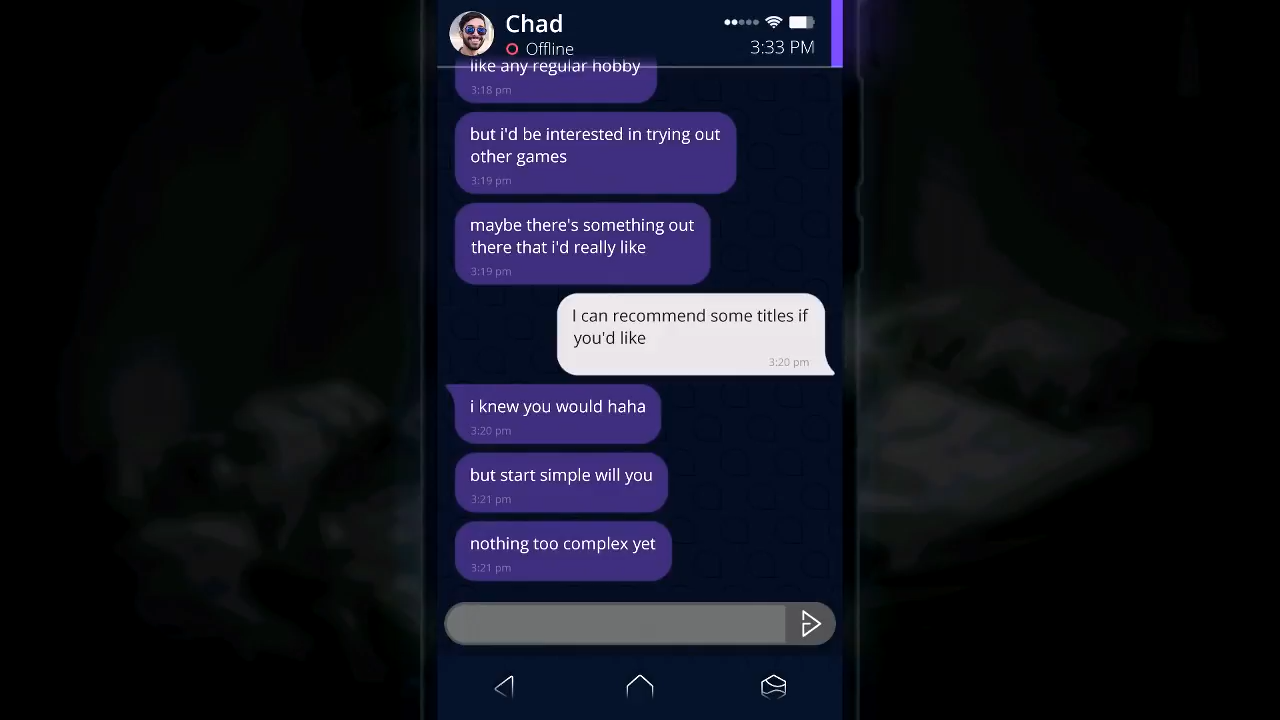 Chad
Offline
3:33 PM
like any regular hobby
3:18 pm
but i'd be interested in trying out
other games
3:19 pm
maybe there's something out
there that i'd really like
3:19 pm
I can recommend some titles if
you'd like
3:20 pm
i knew you would haha
3:20 pm
but start simple will you
3:21 pm
nothing too complex yet
3:21 pm